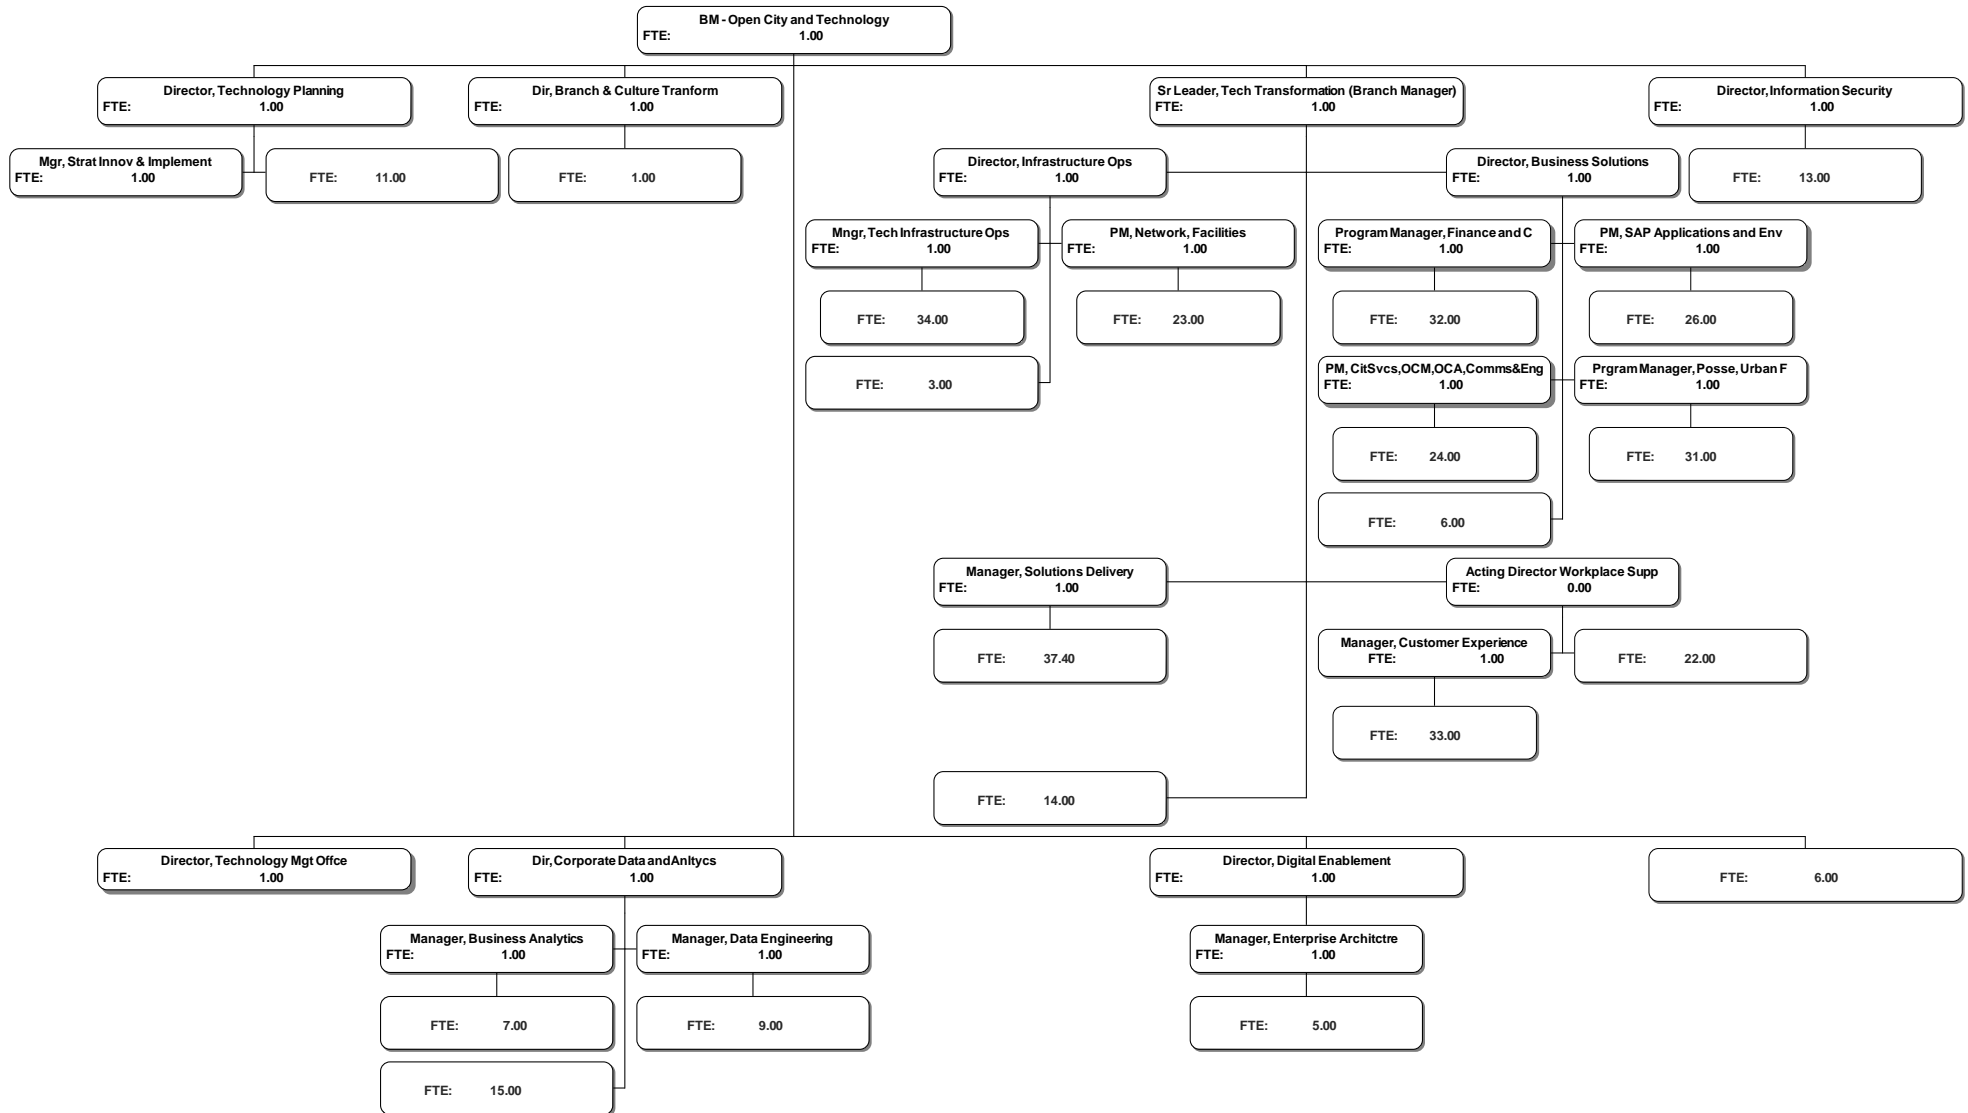 BM - Open City and Technology
FTE: 1.00
Director, Technology Planning
FTE: 1.00
Dir, Branch & Culture Tranform
FTE: 1.00
Sr Leader, Tech Transformation (Branch Manager)
FTE: 1.00
Director, Information Security
FTE: 1.00
Mgr, Strat Innov & Implement
FTE: 1.00
FTE: 11.00
FTE: 1.00
Director, Infrastructure Ops
FTE: 1.00
Director, Business Solutions
FTE: 1.00
FTE: 13.00
Mngr, Tech Infrastructure Ops
FTE: 1.00
PM, Network, Facilities
FTE: 1.00
Program Manager, Finance and C
FTE: 1.00
PM, SAP Applications and Env
FTE: 1.00
FTE: 34.00
FTE: 23.00
FTE: 32.00
FTE: 26.00
FTE: 3.00
PM, CitSvcs,OCM,OCA,Comms&Eng
FTE: 1.00
Prgram Manager, Posse, Urban F
FTE: 1.00
FTE: 24.00
FTE: 31.00
FTE: 6.00
Manager, Solutions Delivery
FTE: 1.00
Acting Director Workplace Supp
FTE: 0.00
FTE: 37.40
Manager, Customer Experience
FTE: 1.00
FTE: 22.00
FTE: 33.00
FTE: 14.00
Director, Technology Mgt Offce
FTE: 1.00
Dir, Corporate Data and Anltycs
FTE: 1.00
Director, Digital Enablement
FTE: 1.00
FTE: 6.00
Manager, Business Analytics
FTE: 1.00
Manager, Data Engineering
FTE: 1.00
Manager, Enterprise Architctre
FTE: 1.00
FTE: 7.00
FTE: 9.00
FTE: 5.00
FTE: 15.00